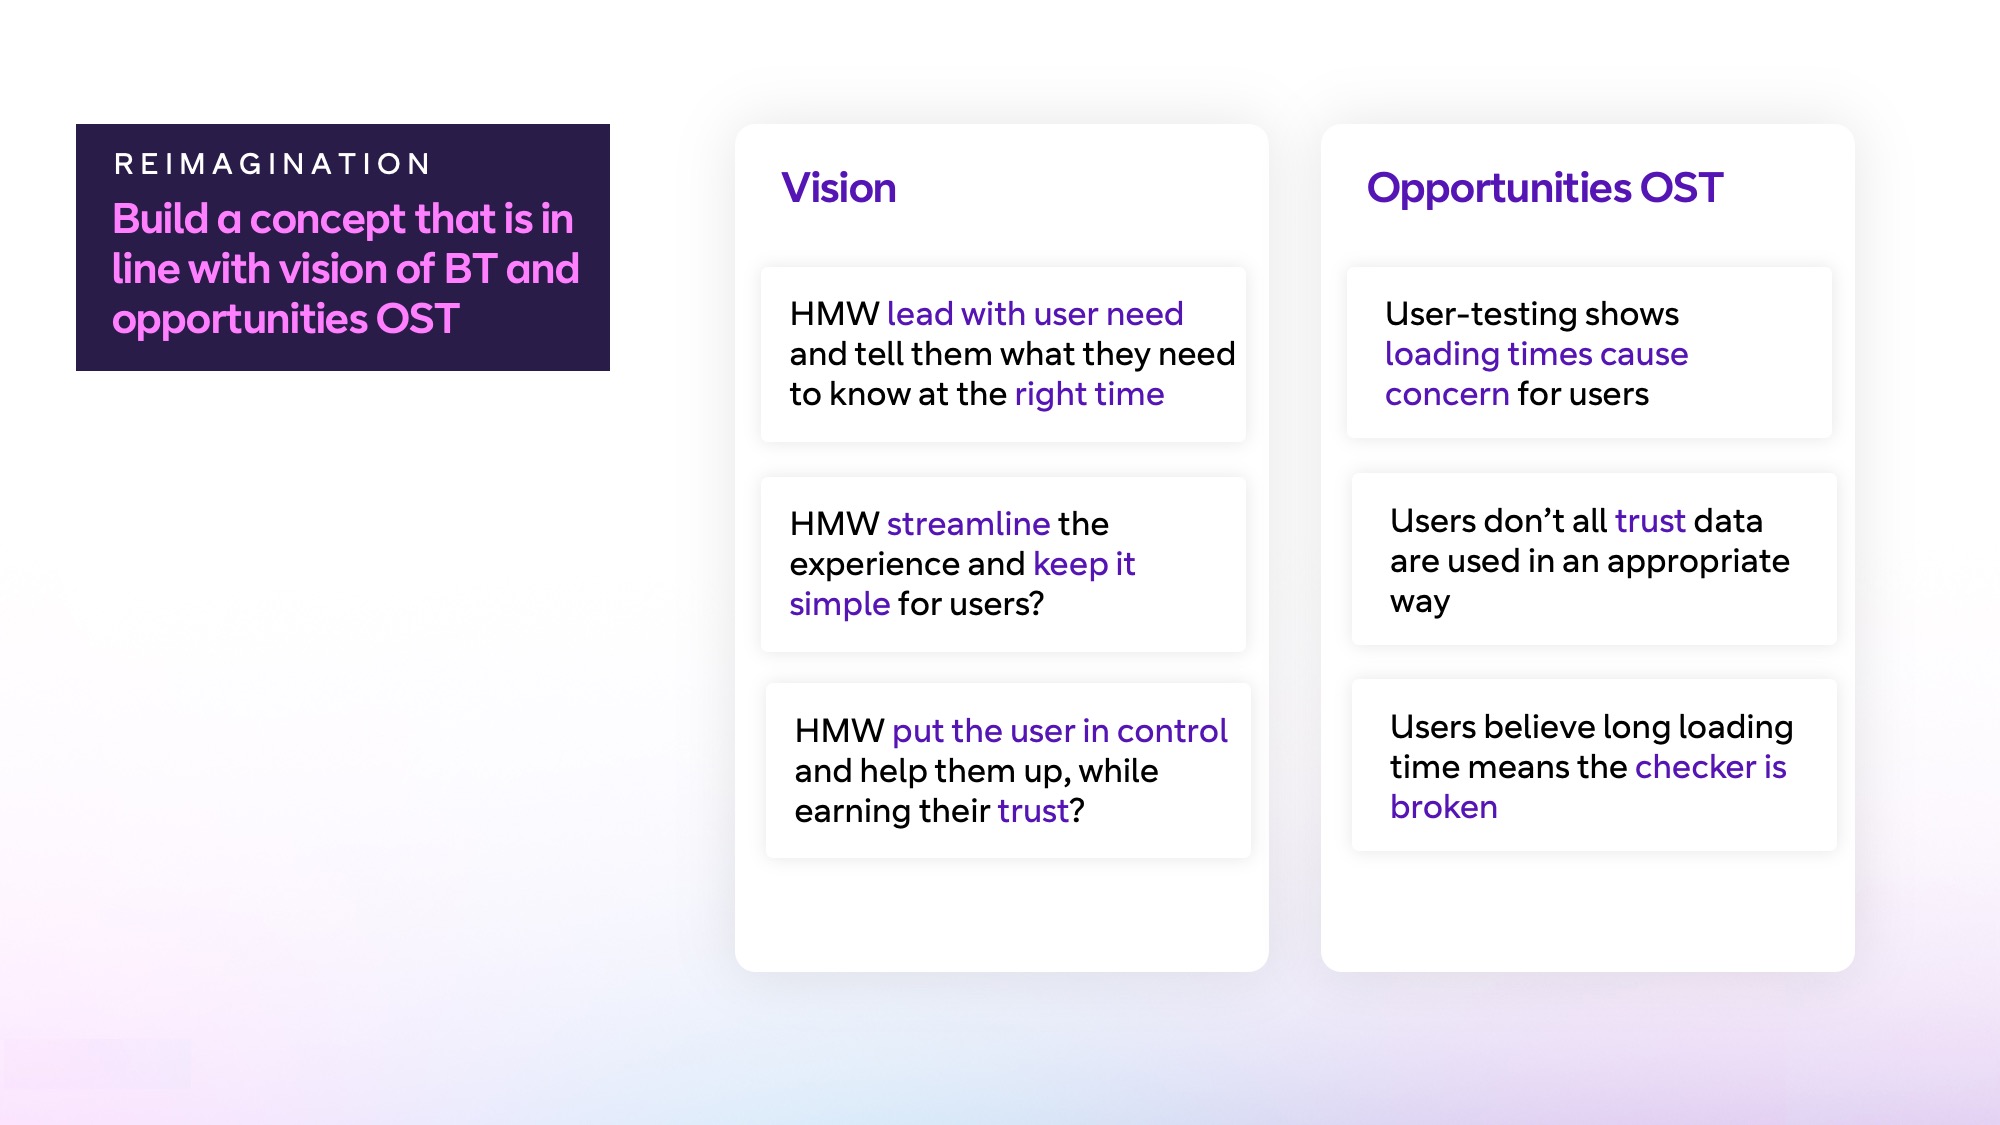 REIMAGINATION
Build a concept that is in
line with vision of BT and
opportunities OST
Vision
HMW lead with user need
and tell them what they need
to know at the right time
HMW streamline the
experience and keep it
simple for users?
HMW put the user in control
and help them up, while
earning their trust?
Opportunities OST
User-testing shows
loading times cause
concern for users
Users don’t all trust data
are used in an appropriate
way
Users believe long loading
time means the checker is
broken